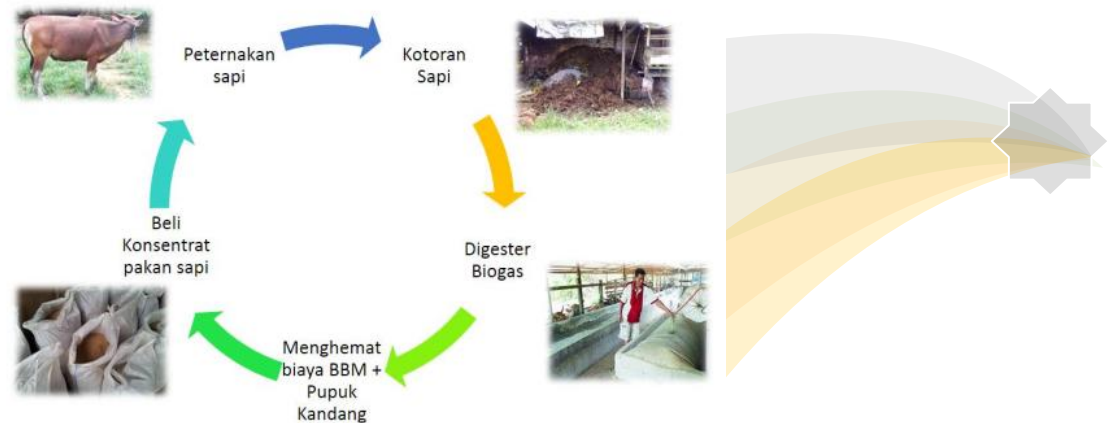 Peternakan
sapi
Kotoran
Sapi
Digester
Biogas
Menghemat
biaya BBM +
Pupuk
Kandang
Beli
Konsentrat
pakan sapi